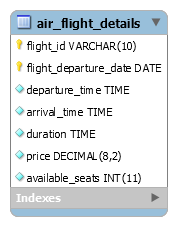 air_flight_details
flight_id VARCHAR(10)
flight_departure_date DATE
departure_time TIME
arrival_time TIME
duration TIME
price DECIMAL(8,2)
available_seats INT(11)
Indexes